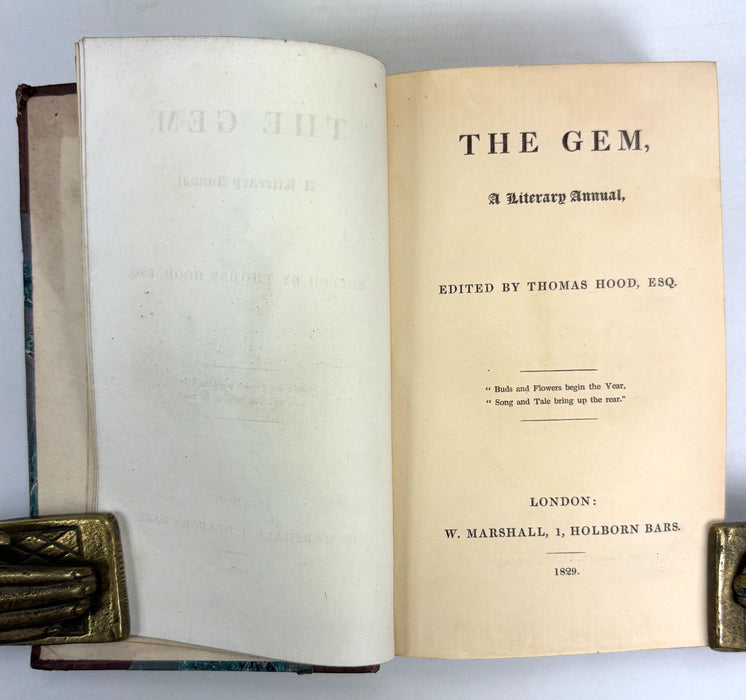 THE GEM,
A Literary Annual,
EDITED BY THOMAS HOOD, ESQ.
“ Buds and Flowers begin the Year,
“ Song and Tale bring up the rear.”
LONDON:
W. MARSHALL, 1, HOLBORN BARS.
1829.